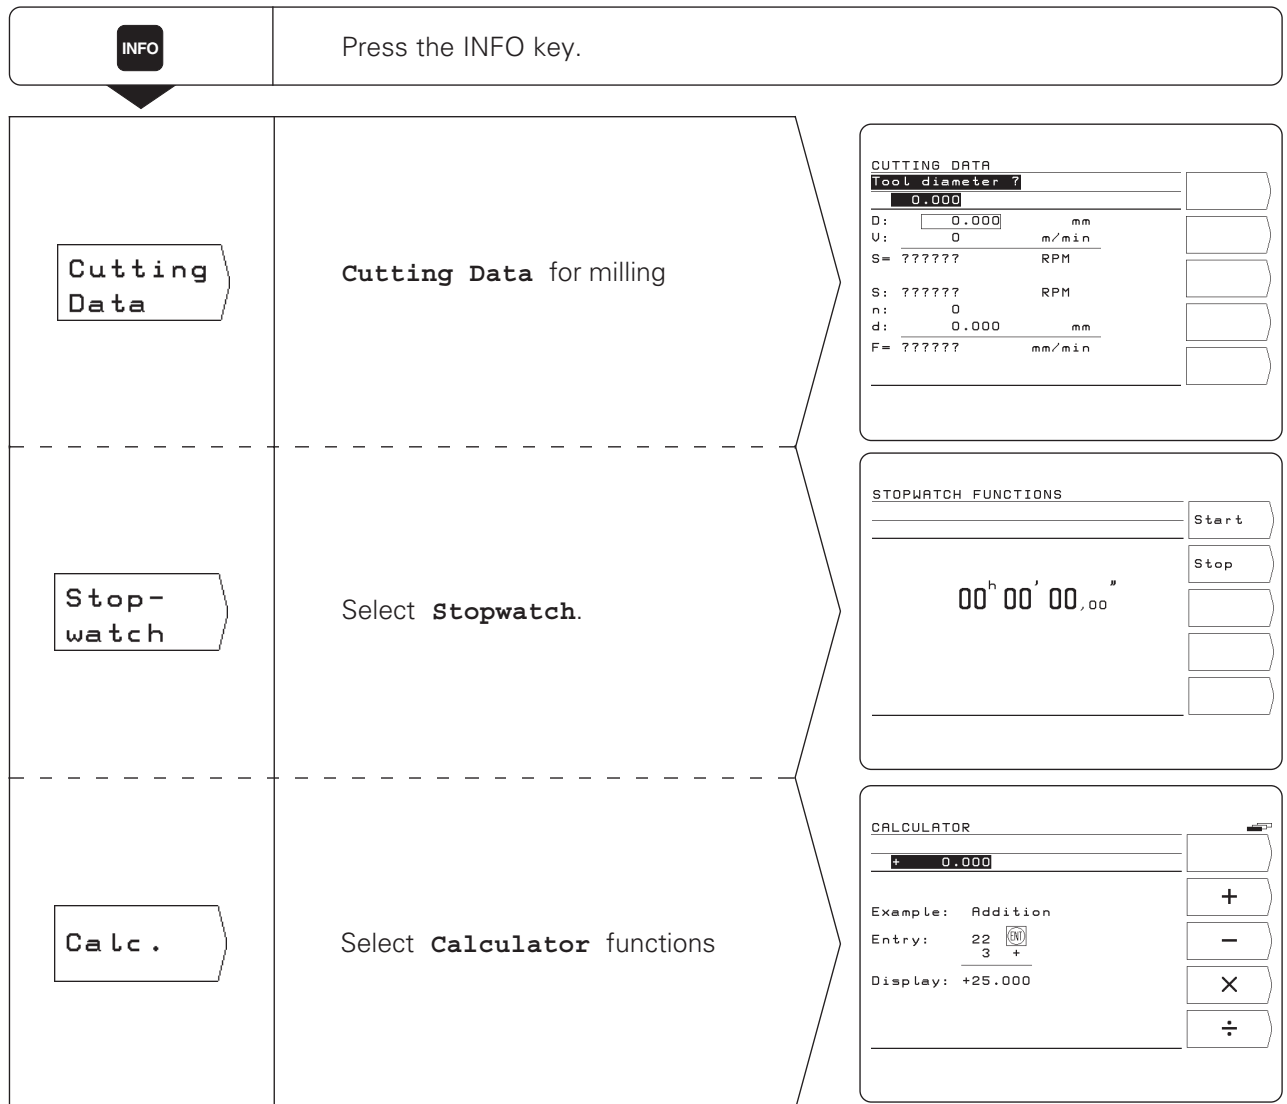 INFO
Press the INFO key.
Cutting
Data
Cutting Data for milling
CUTTING DATA
Tool diameter ?
0.000
D: 0.000 mm
V: 0 m/min
S= ?????? RPM
S: ?????? RPM
n: 0
d: 0.000 mm
F= ?????? mm/min
Stop-
watch
Select Stopwatch.
STOPWATCH FUNCTIONS
Start
Stop
00h 00' 00,00"
Calc.
Select Calculator functions
CALCULATOR
+ 0.000
Example: Addition
Entry: 22 ENT
3 +
Display: +25.000
+
−
×
÷